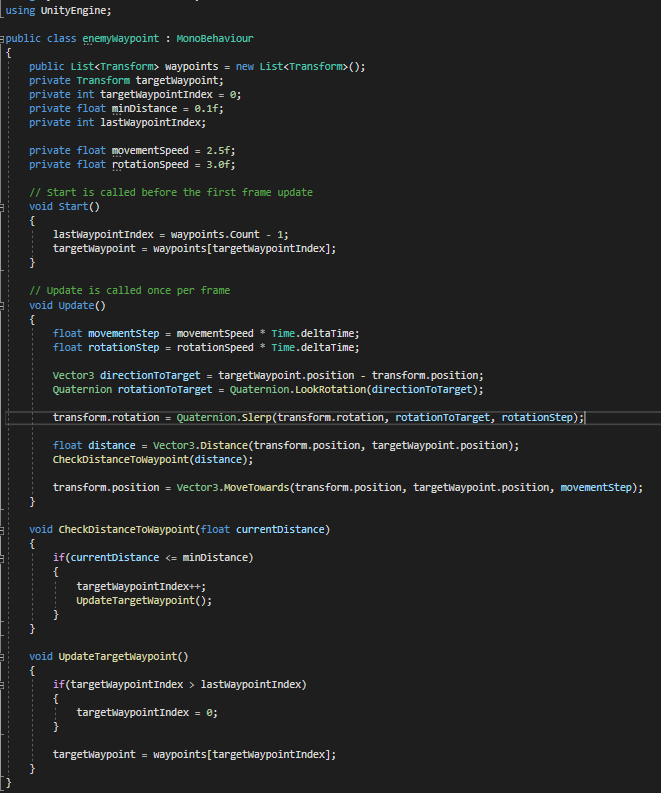 using UnityEngine;
public class enemyWaypoint : MonoBehaviour
{
    public List<Transform> waypoints = new List<Transform>();
    private Transform targetWaypoint;
    private int targetWaypointIndex = 0;
    private float minDistance = 0.1f;
    private int lastWaypointIndex;

    private float movementSpeed = 2.5f;
    private float rotationSpeed = 3.0f;

    // Start is called before the first frame update
    void Start()
    {
        lastWaypointIndex = waypoints.Count - 1;
        targetWaypoint = waypoints[targetWaypointIndex];
    }

    // Update is called once per frame
    void Update()
    {
        float movementStep = movementSpeed * Time.deltaTime;
        float rotationStep = rotationSpeed * Time.deltaTime;

        Vector3 directionToTarget = targetWaypoint.position - transform.position;
        Quaternion rotationToTarget = Quaternion.LookRotation(directionToTarget);

        transform.rotation = Quaternion.Slerp(transform.rotation, rotationToTarget, rotationStep);

        float distance = Vector3.Distance(transform.position, targetWaypoint.position);
        CheckDistanceToWaypoint(distance);

        transform.position = Vector3.MoveTowards(transform.position, targetWaypoint.position, movementStep);
    }

    void CheckDistanceToWaypoint(float currentDistance)
    {
        if(currentDistance <= minDistance)
        {
            targetWaypointIndex++;
            UpdateTargetWaypoint();
        }
    }

    void UpdateTargetWaypoint()
    {
        if(targetWaypointIndex > lastWaypointIndex)
        {
            targetWaypointIndex = 0;
        }

        targetWaypoint = waypoints[targetWaypointIndex];
    }
}